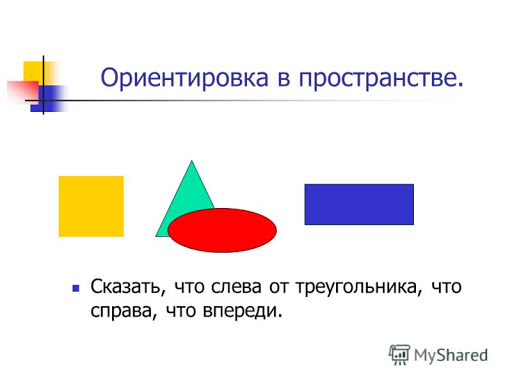 Ориентировка в пространстве.
Сказать, что слева от треугольника, что
справа, что впереди.
MyShared